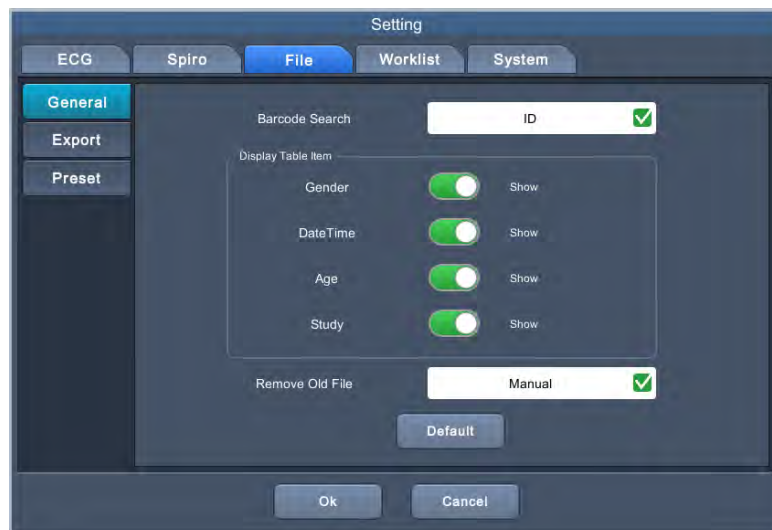 Setting
ECG Spiro File Worklist System
General
Export
Preset
Barcode Search ID
Display Table Item
Gender Show
DateTime Show
Age Show
Study Show
Remove Old File Manual
Default
Ok Cancel